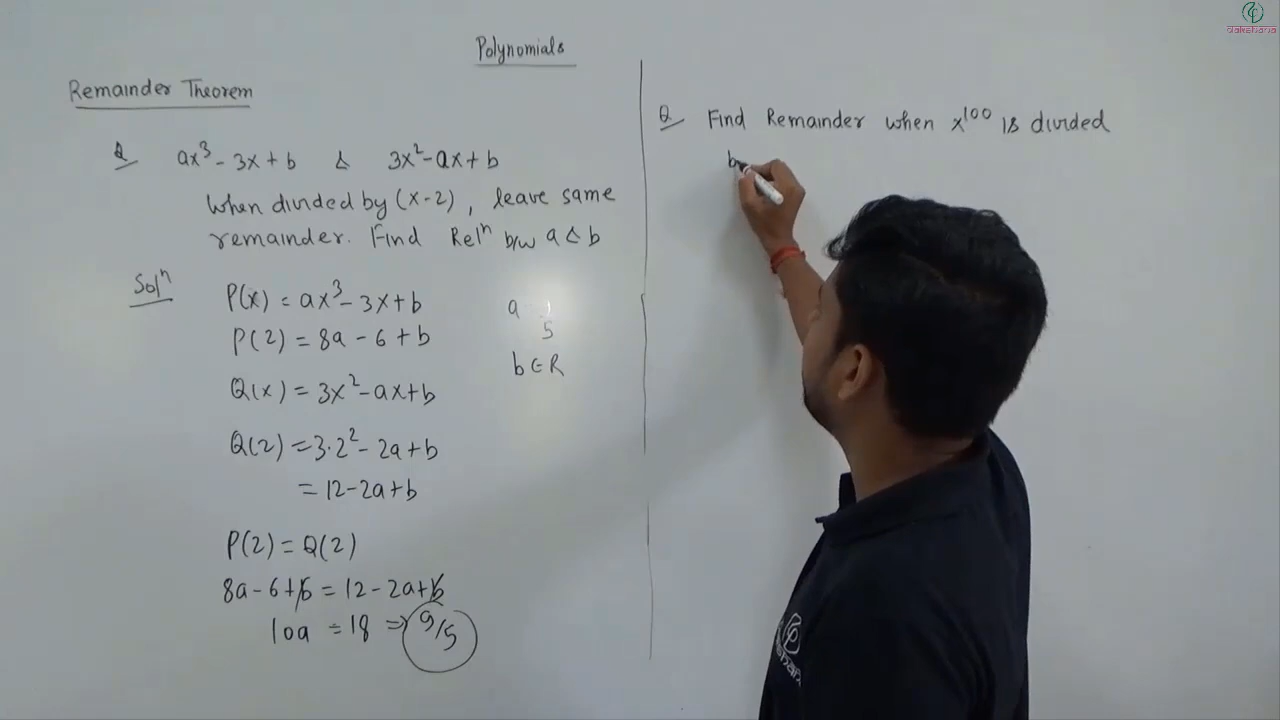 dakshana
Polynomials
Remainder Theorem
Q ax³ - 3x + b & 3x² - ax + b
When divided by (x-2), leave same
remainder. Find Relⁿ b/w a & b
Solⁿ
P(x) = ax³ - 3x + b
P(2) = 8a - 6 + b
Q(x) = 3x² - ax + b
Q(2) = 3·2² - 2a + b
= 12 - 2a + b
P(2) = Q(2)
8a - 6 + b = 12 - 2a + b
10a = 18 ⇒ 9/5
a
5
b ∈ R
Q Find Remainder when x¹⁰⁰ is divided
b